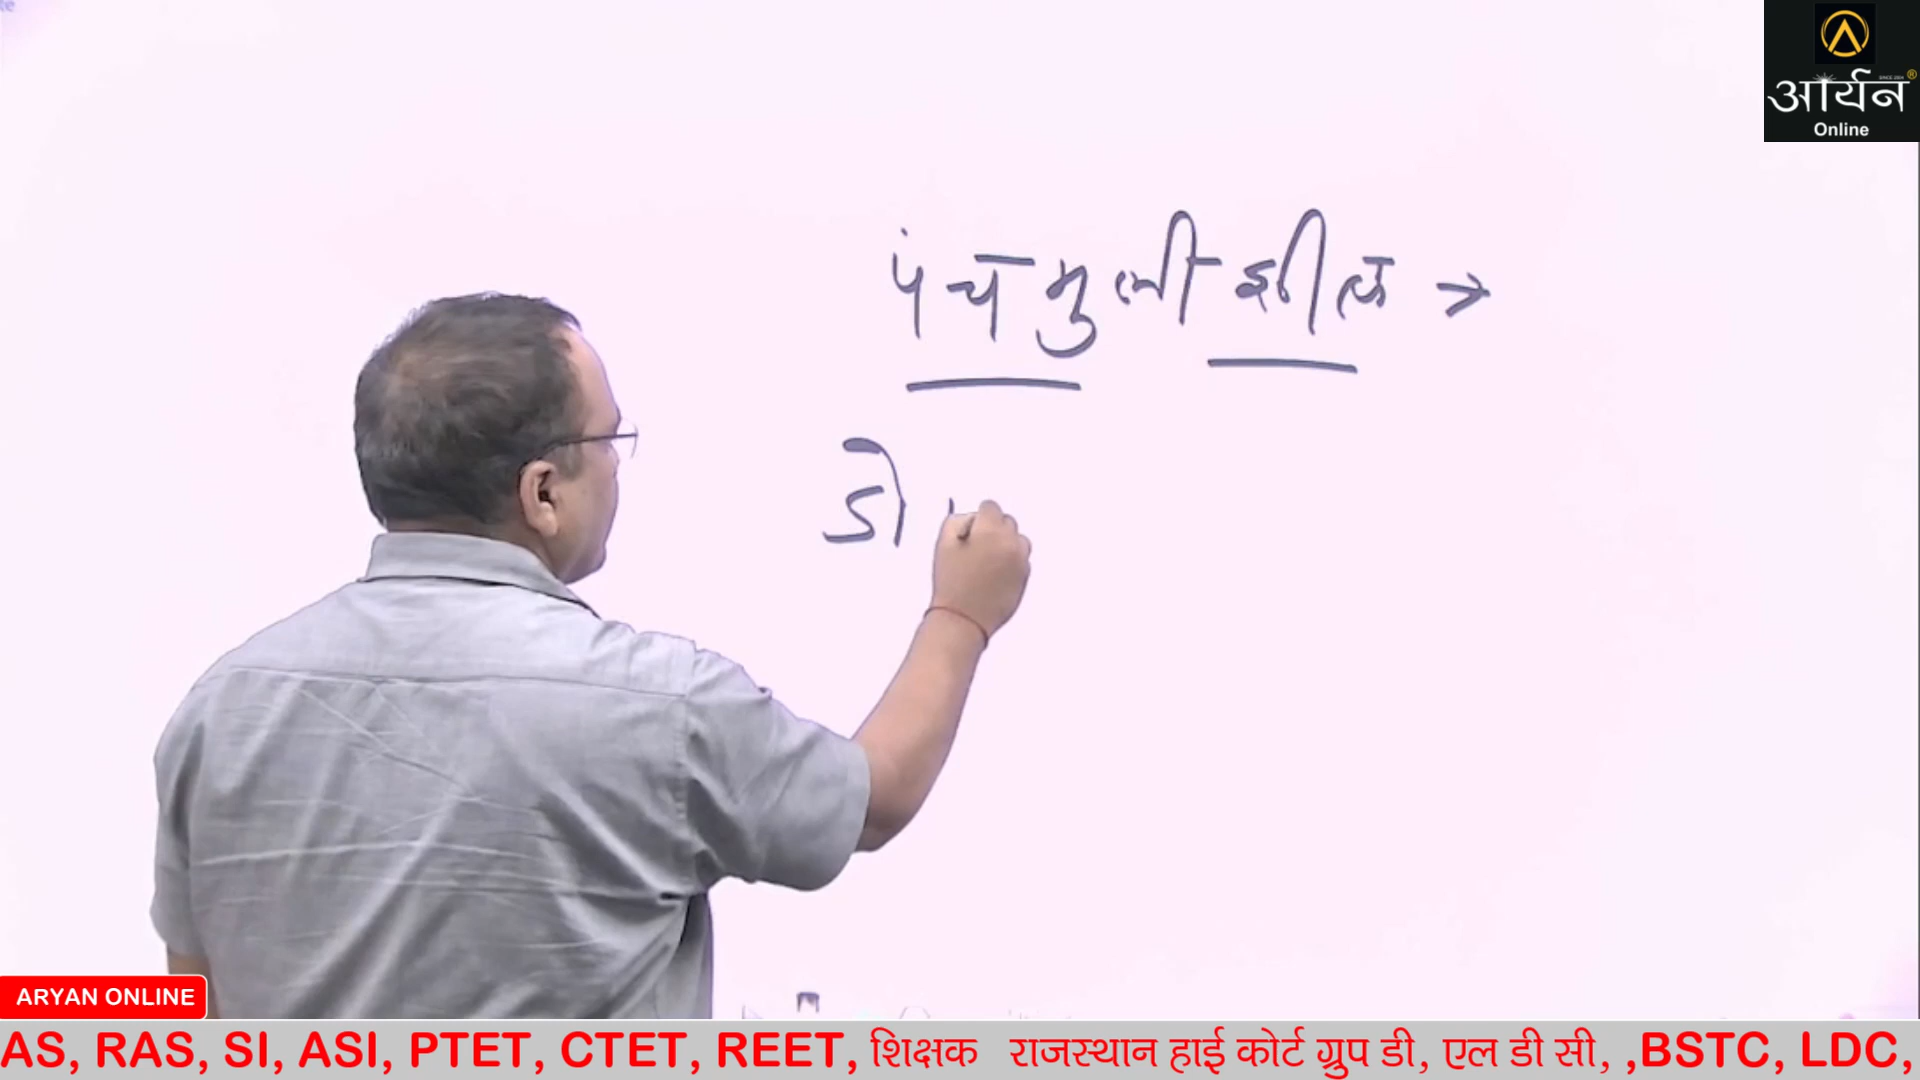 आर्यन
Online
पंचमुली झील →
डो
ARYAN ONLINE
AS, RAS, SI, ASI, PTET, CTET, REET, शिक्षक राजस्थान हाई कोर्ट ग्रुप डी, एल डी सी, ,BSTC, LDC,